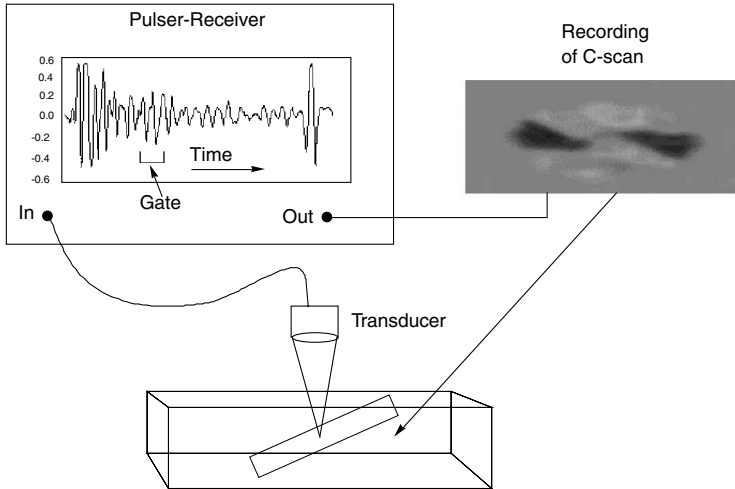 Pulser-Receiver
0.6
0.4
0.2
0.0
-0.2
-0.4
-0.6
Time
Gate
In
Out
Recording
of C-scan
Transducer